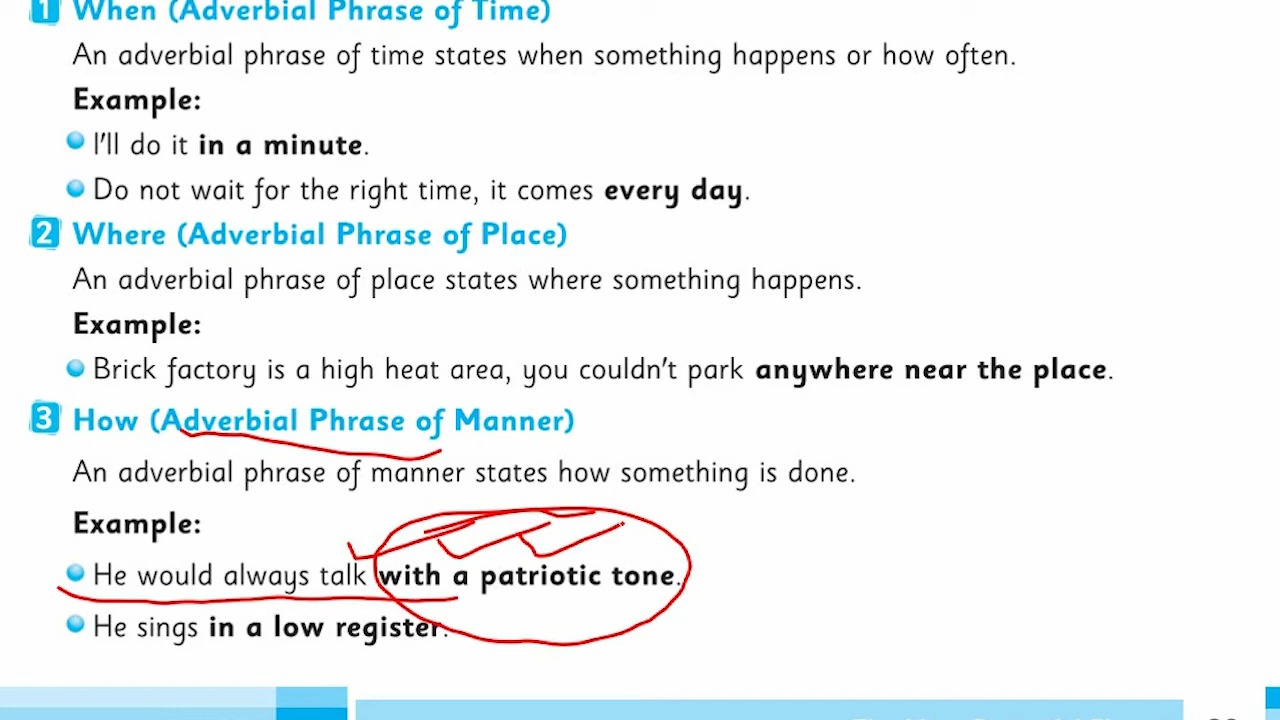 1 When (Adverbial Phrase of Time)
An adverbial phrase of time states when something happens or how often.
Example:
I'll do it in a minute.
Do not wait for the right time, it comes every day.
2 Where (Adverbial Phrase of Place)
An adverbial phrase of place states where something happens.
Example:
Brick factory is a high heat area, you couldn't park anywhere near the place.
3 How (Adverbial Phrase of Manner)
An adverbial phrase of manner states how something is done.
Example:
He would always talk with a patriotic tone.
He sings in a low register.